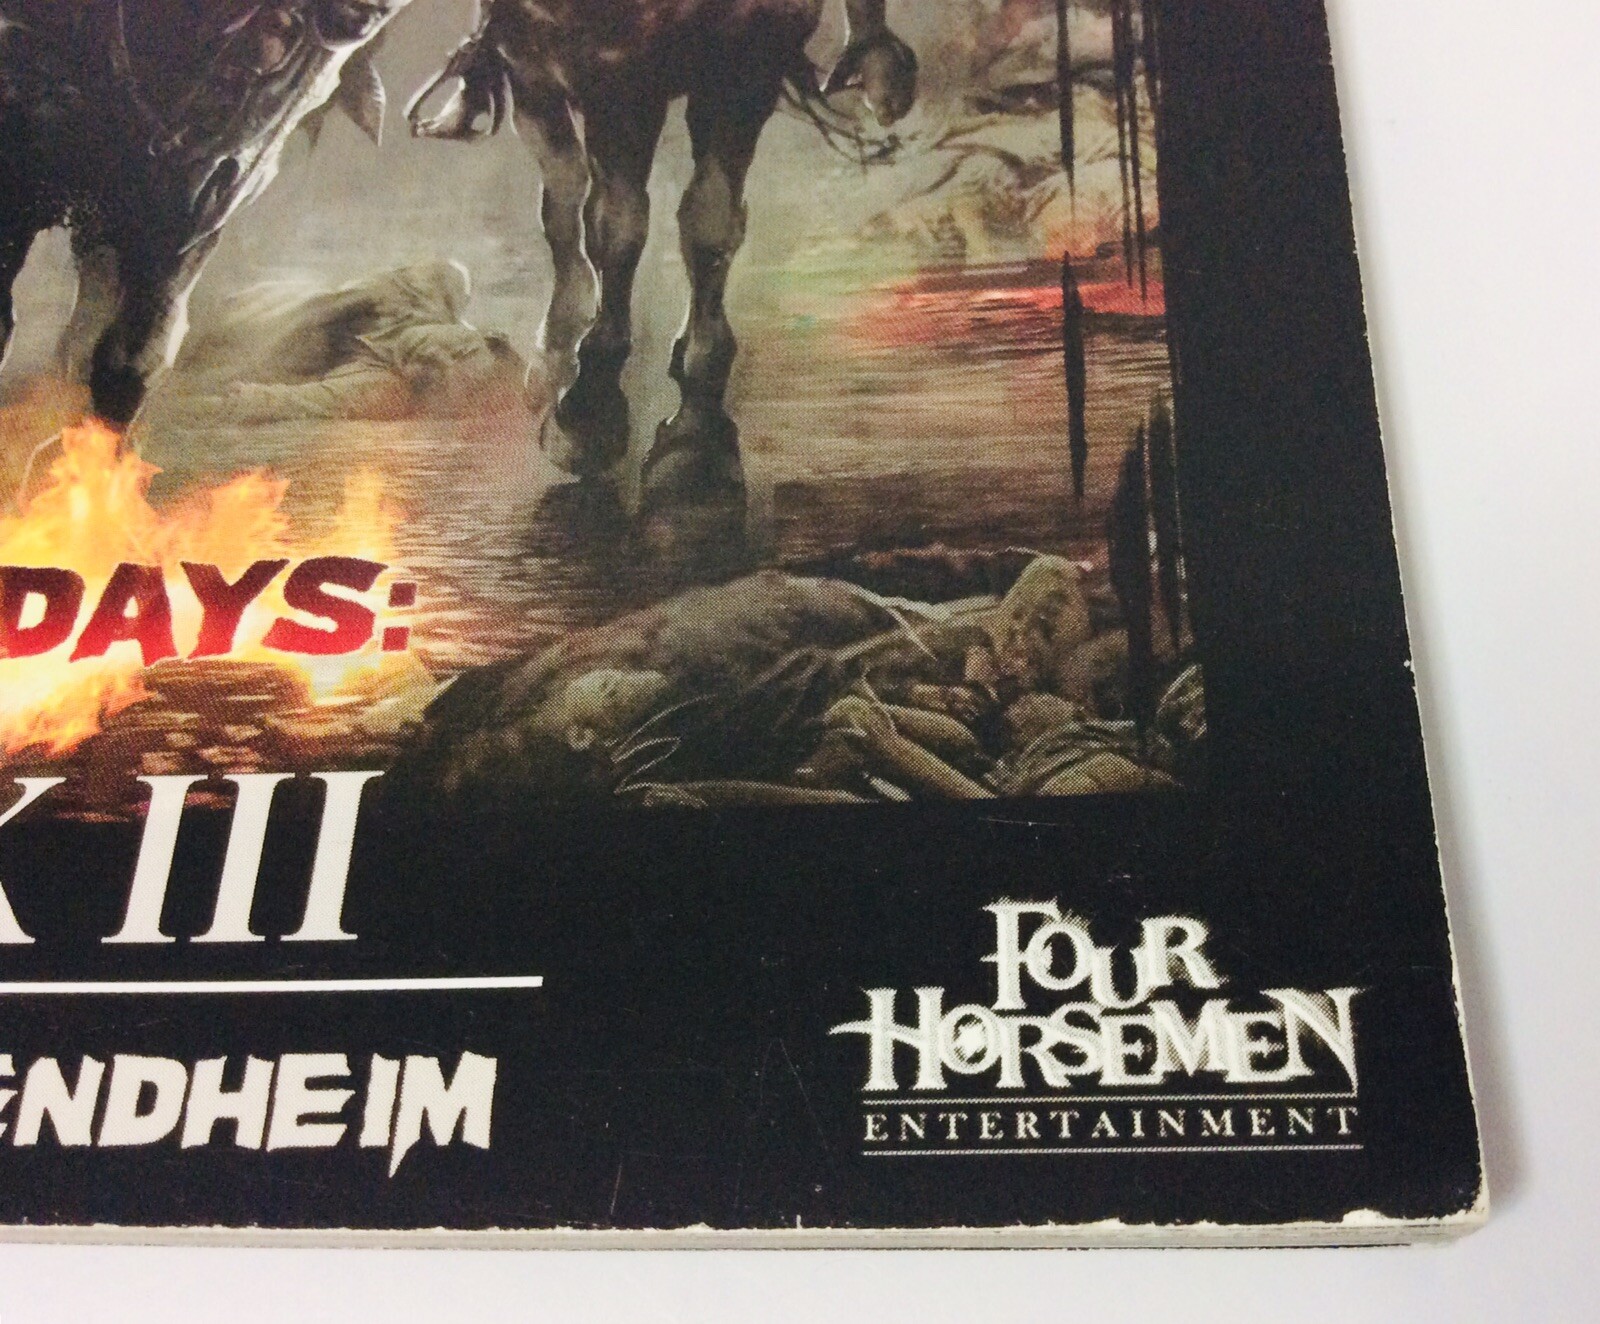 DAYS:
III
ENDHEIM
FOUR
HORSEMEN
ENTERTAINMENT